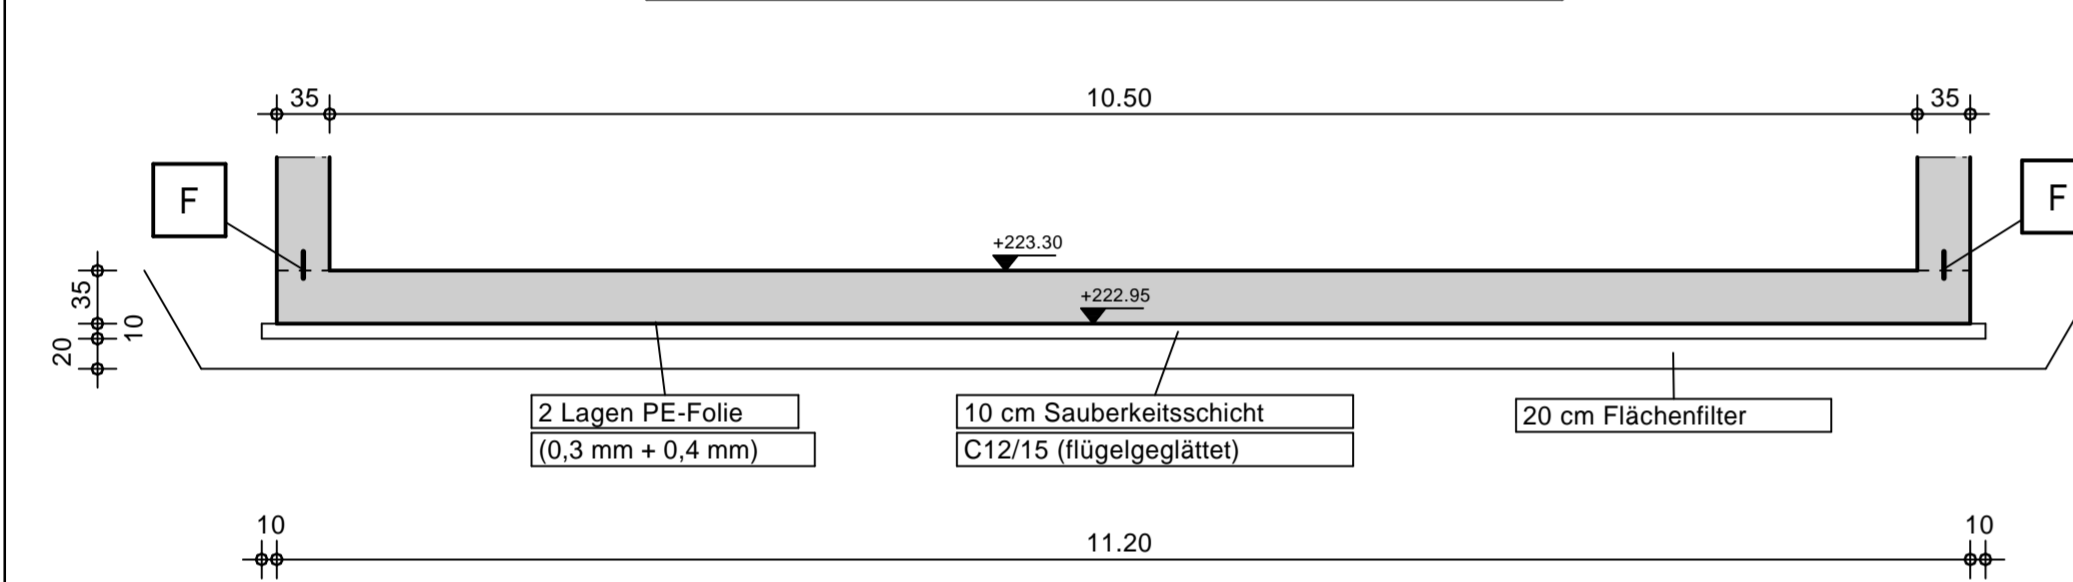 35
10.50
35
F
F
+223.30
+222.95
35
10
20
2 Lagen PE-Folie
(0,3 mm + 0,4 mm)
10 cm Sauberkeitsschicht
C12/15 (flügelgeglättet)
20 cm Flächenfilter
10
11.20
10